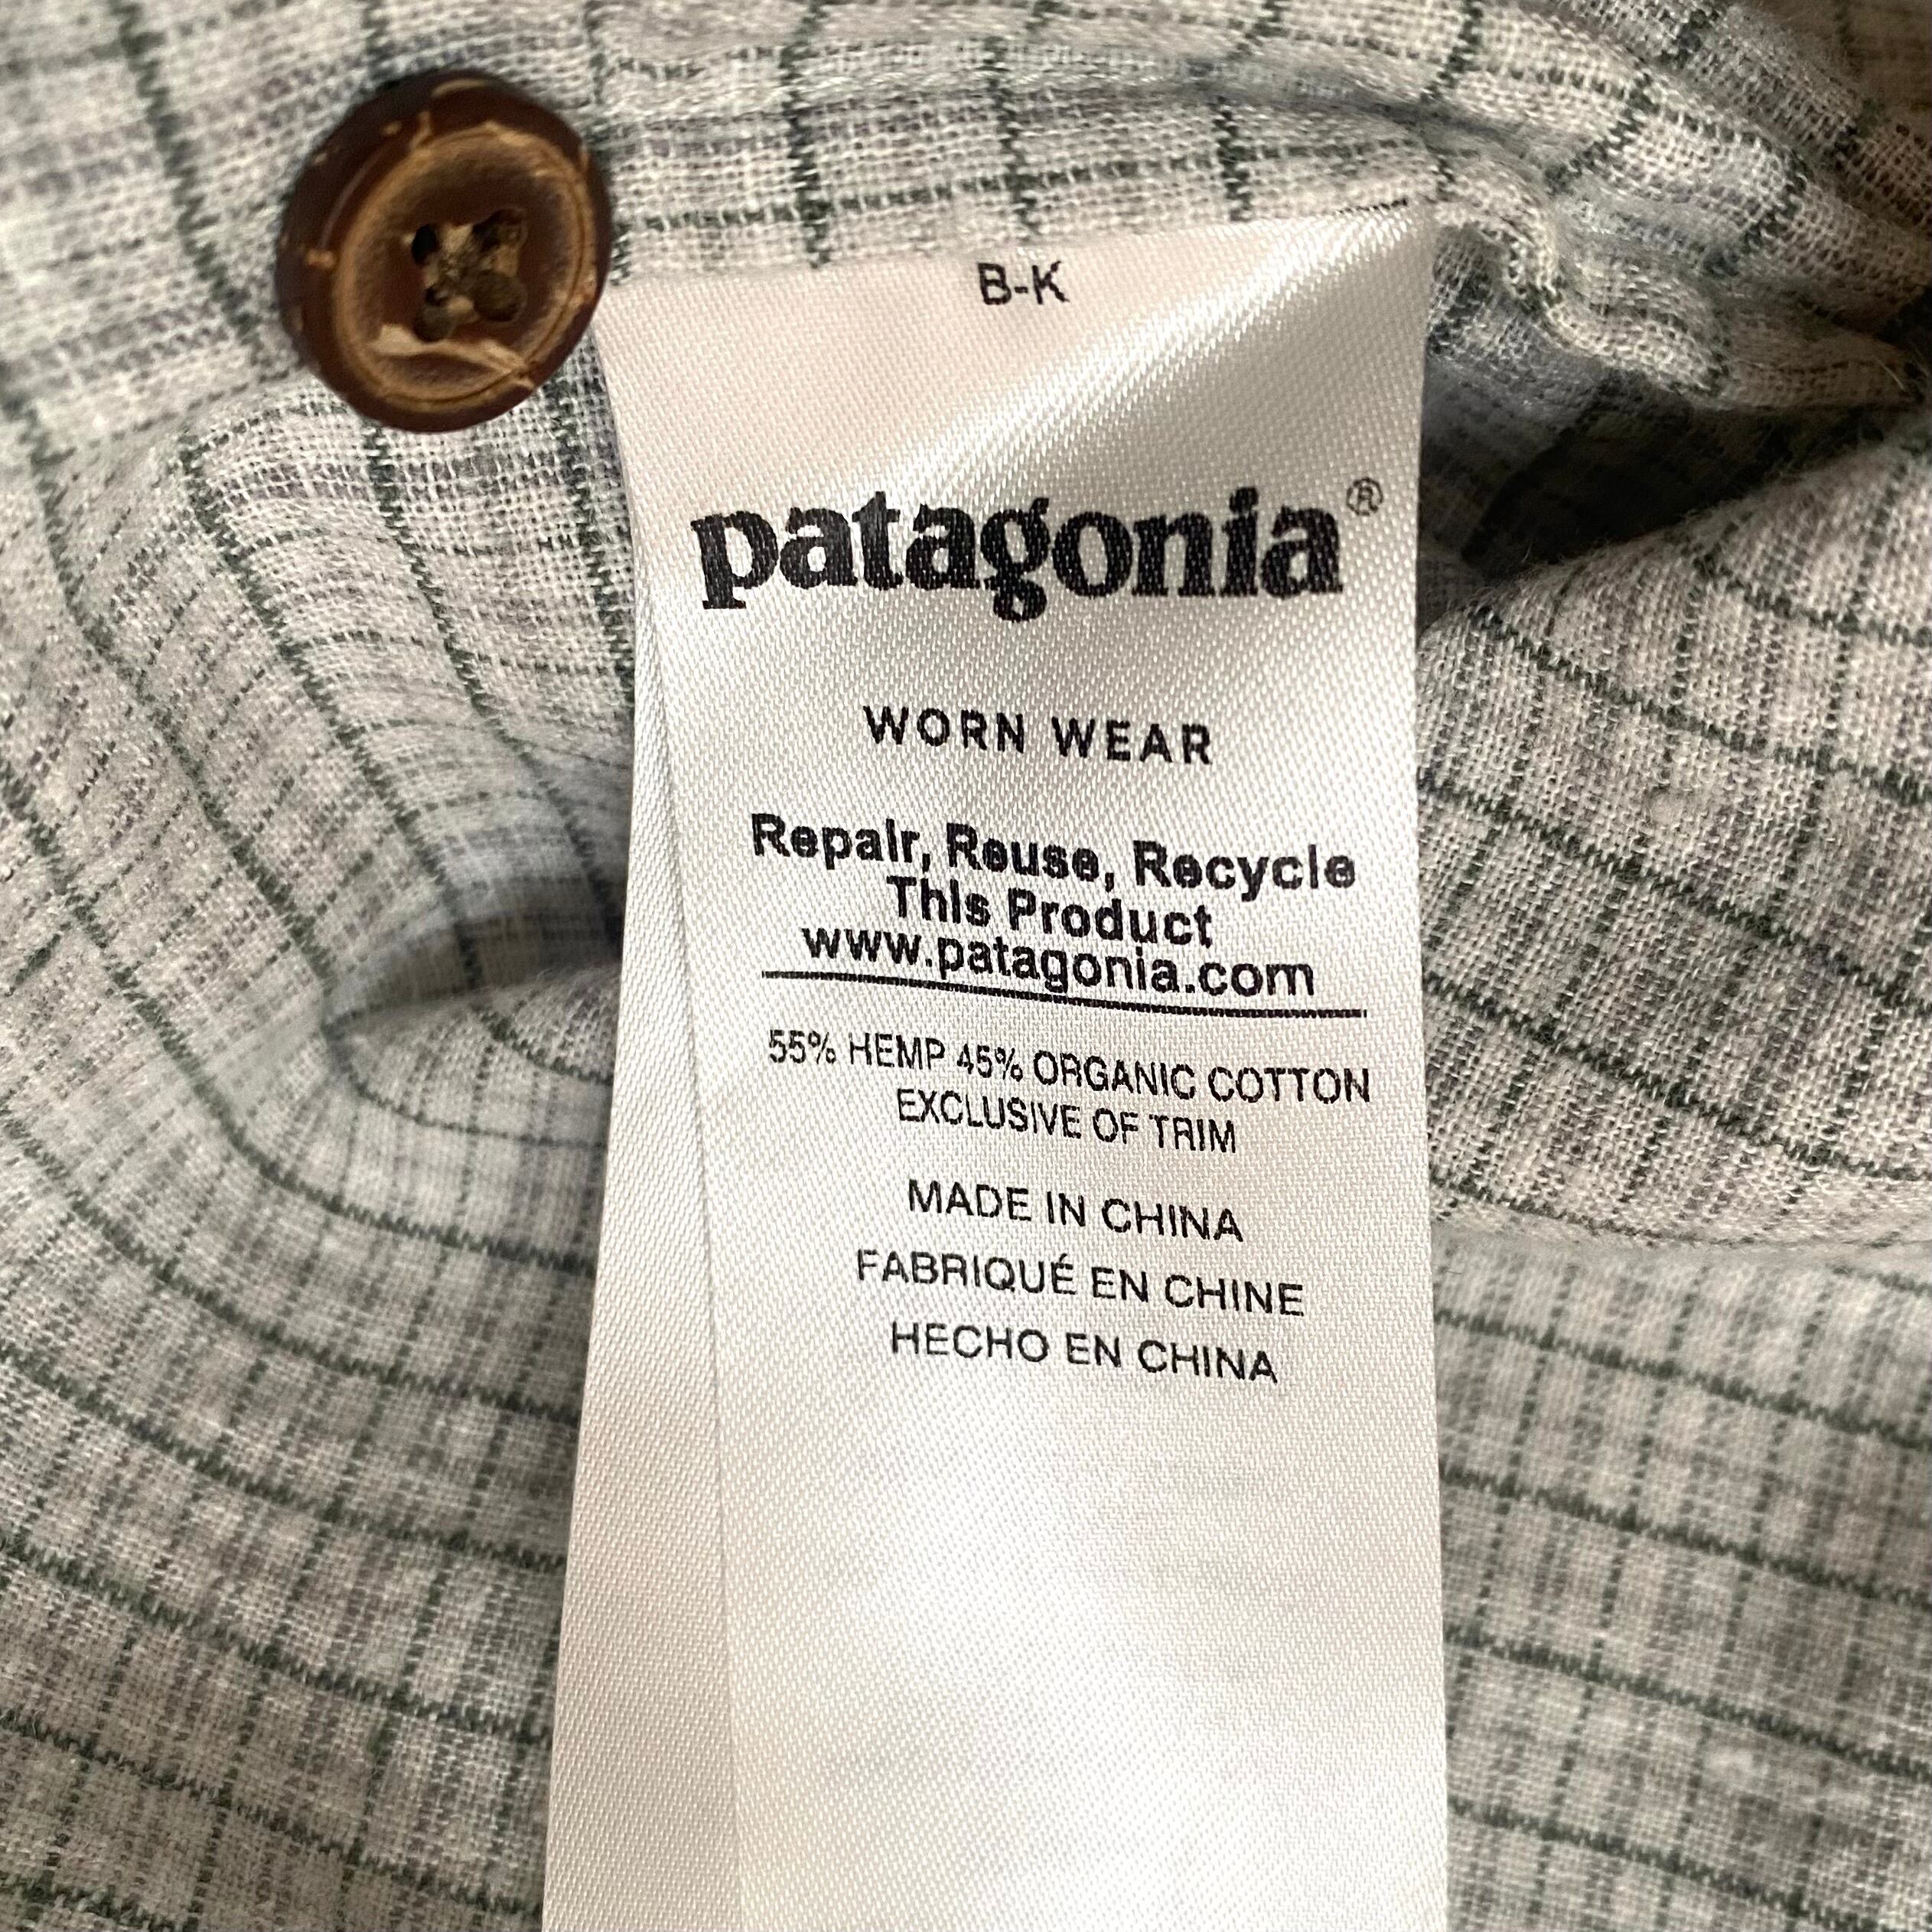 B-K
patagonia®
WORN WEAR
Repair, Reuse, Recycle
This Product
www.patagonia.com
55% HEMP 45% ORGANIC COTTON
EXCLUSIVE OF TRIM
MADE IN CHINA
FABRIQUÉ EN CHINE
HECHO EN CHINA